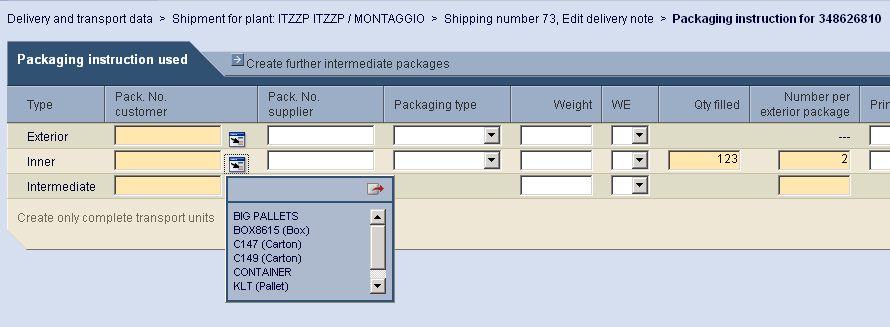 Delivery and transport data > Shipment for plant: ITZZP ITZZP / MONTAGGIO > Shipping number 73, Edit delivery note > Packaging instruction for 348626810
Packaging instruction used
Create further intermediate packages
Type
Pack. No.
customer
Pack. No.
supplier
Packaging type
Weight
WE
Qty filled
Number per
exterior package
Exterior
---
Inner
123
2
Intermediate
Create only complete transport units
BIG PALLETS
BOX8615 (Box)
C147 (Carton)
C149 (Carton)
CONTAINER
KLT (Pallet)